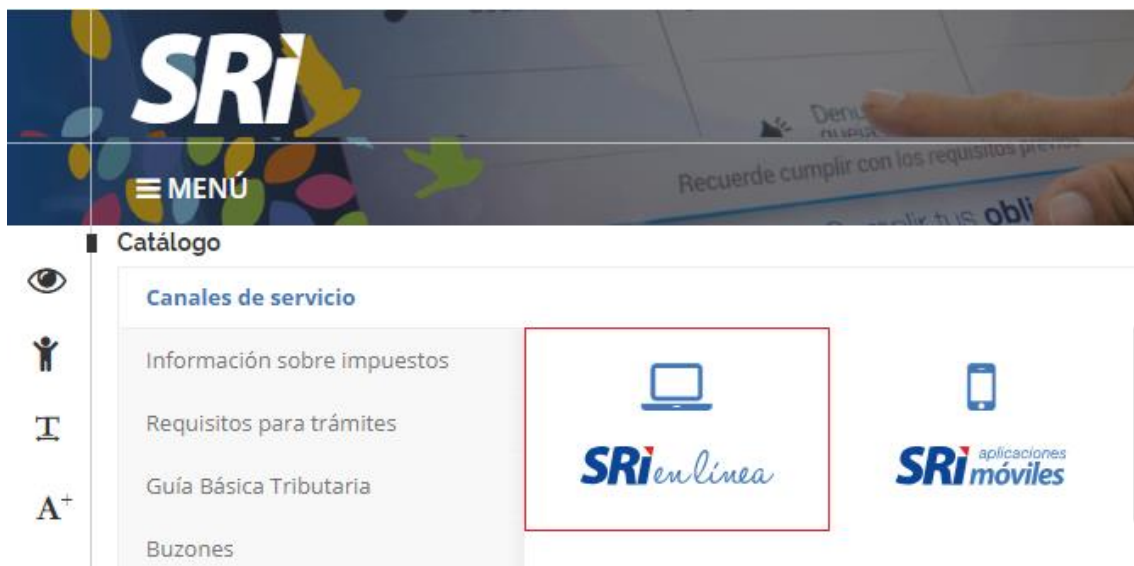 SRi
Denu
Recuerde cumplir con los requisitos previos
≡ MENÚ
Catálogo
Canales de servicio
Información sobre impuestos
Requisitos para trámites
Guía Básica Tributaria
Buzones
SRi en línea
SRi aplicaciones
móviles
T
A+